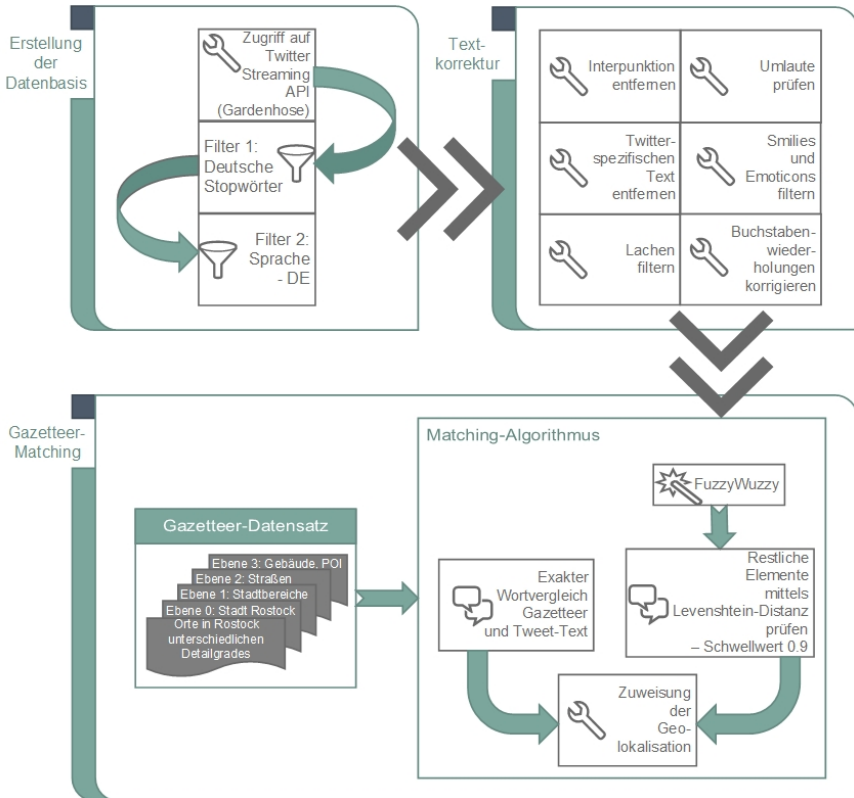 Erstellung
der
Datenbasis
Zugriff auf
Twitter
Streaming
API
(Gardenhose)
Filter 1:
Deutsche
Stopwörter
Filter 2:
Sprache
- DE
Text-
korrektur
Interpunktion
entfernen
Umlaute
prüfen
Twitter-
spezifischen
Text
entfernen
Smilies
und
Emoticons
filtern
Lachen
filtern
Buchstaben-
wieder-
holungen
korrigieren
Gazetteer-
Matching
Gazetteer-Datensatz
Ebene 3: Gebäude, POI
Ebene 2: Straßen
Ebene 1: Stadtbereiche
Ebene 0: Stadt Rostock
Orte in Rostock
unterschiedlichen
Detailgrades
Matching-Algorithmus
FuzzyWuzzy
Exakter
Wortvergleich
Gazetteer
und Tweet-Text
Restliche
Elemente
mittels
Levenshtein-Distanz
prüfen
– Schwellwert 0.9
Zuweisung
der
Geo-
lokalisation